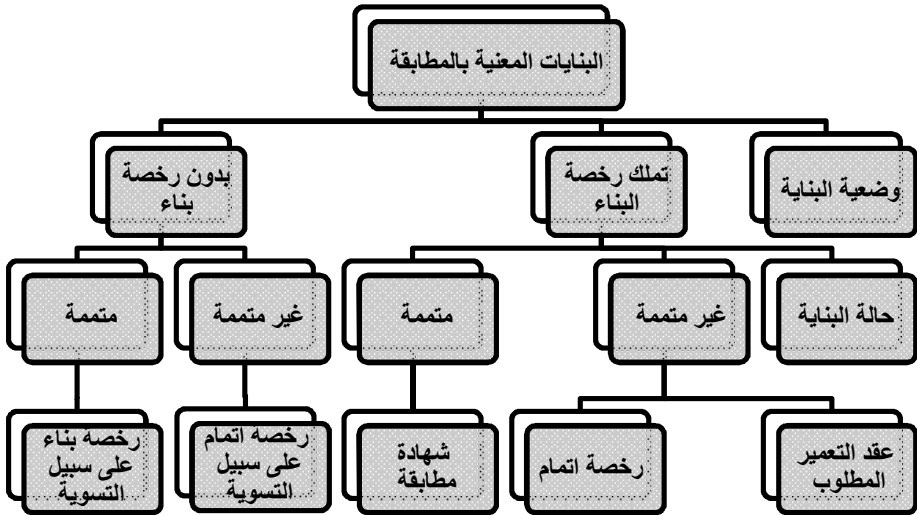 البنايات المعنية بالمطابقة
وضعية البناية
تملك رخصة
البناء
بدون رخصة
بناء
حالة البناية
غير متممة
متممة
غير متممة
متممة
عقد التعمير
المطلوب
رخصة اتمام
شهادة
مطابقة
رخصة اتمام
على سبيل
التسوية
رخصة بناء
على سبيل
التسوية